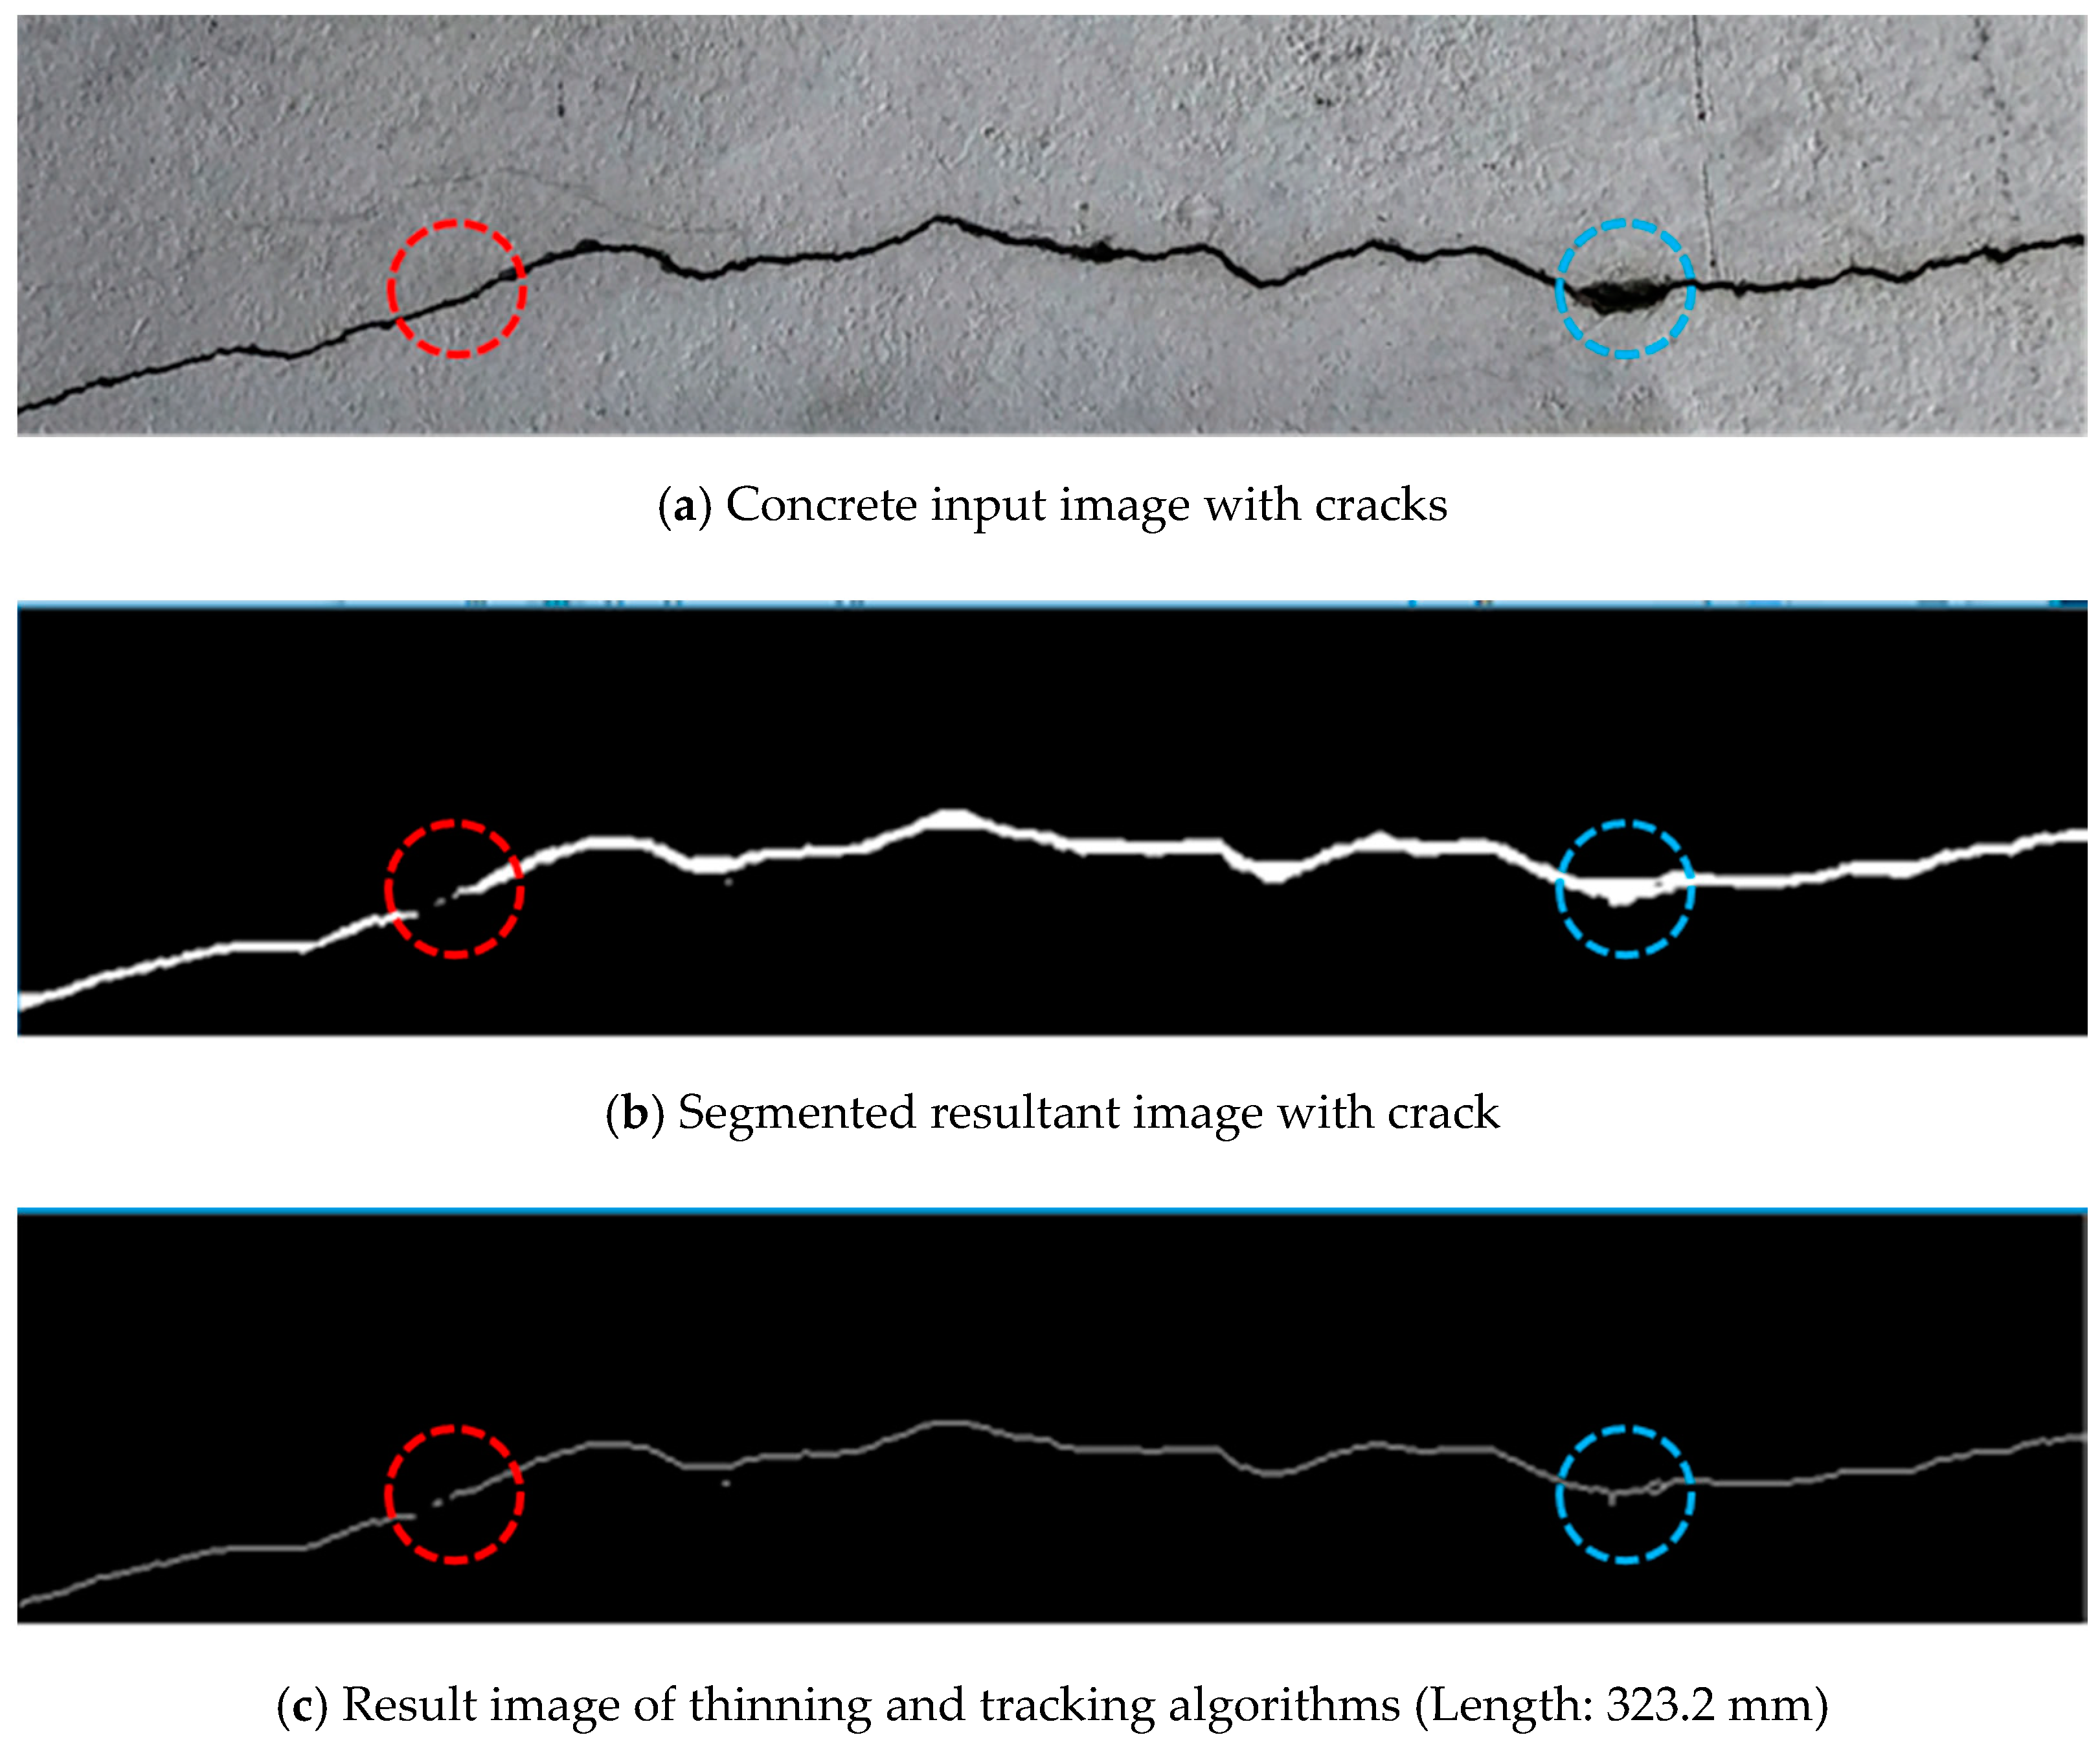 (a) Concrete input image with cracks
(b) Segmented resultant image with crack
(c) Result image of thinning and tracking algorithms (Length: 323.2 mm)